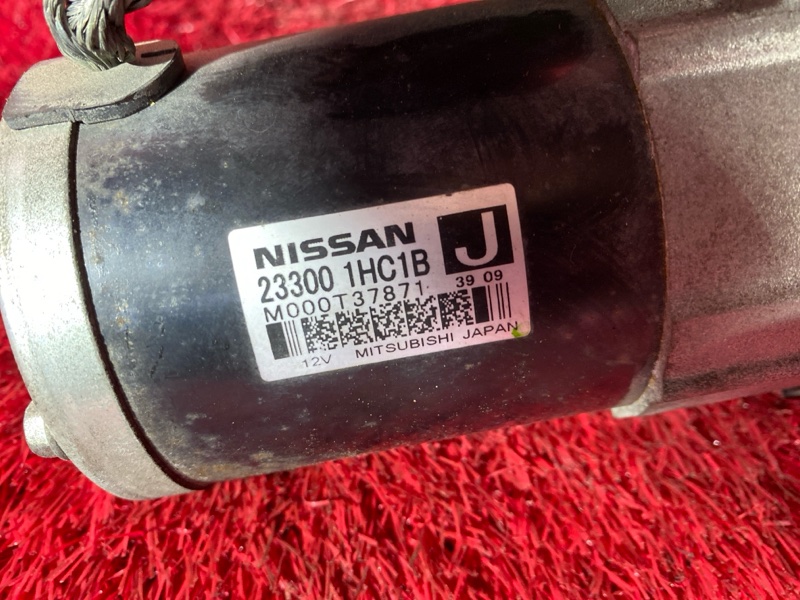 NISSAN J
23300 1HC1B
M000T37871 39 09
12V MITSUBISHI JAPAN